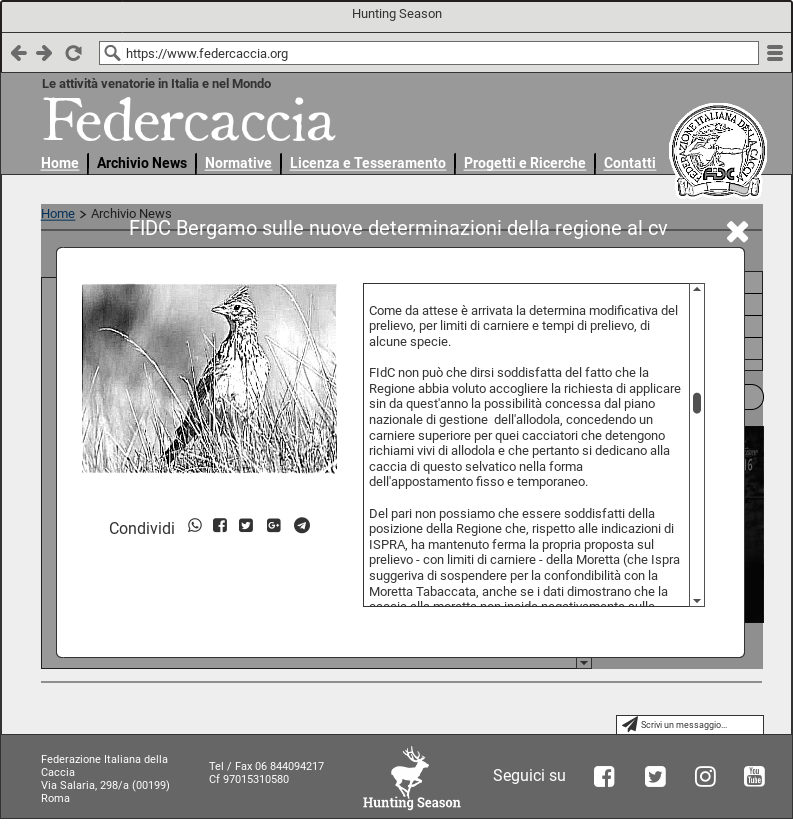 Hunting Season
https://www.federcaccia.org
Le attività venatorie in Italia e nel Mondo
Federcaccia
Home
Archivio News
Normative
Licenza e Tesseramento
Progetti e Ricerche
Contatti
FEDERAZIONE ITALIANA DELLA CACCIA
FIDC
Home > Archivio News
FIDC Bergamo sulle nuove determinazioni della regione al cv
Come da attese è arrivata la determina modificativa del
prelievo, per limiti di carniere e tempi di prelievo, di
alcune specie.
FIdC non può che dirsi soddisfatta del fatto che la
Regione abbia voluto accogliere la richiesta di applicare
sin da quest'anno la possibilità concessa dal piano
nazionale di gestione dell'allodola, concedendo un
carniere superiore per quei cacciatori che detengono
richiami vivi di allodola e che pertanto si dedicano alla
caccia di questo selvatico nella forma
dell'appostamento fisso e temporaneo.
Del pari non possiamo che essere soddisfatti della
posizione della Regione che, rispetto alle indicazioni di
ISPRA, ha mantenuto ferma la propria proposta sul
prelievo - con limiti di carniere - della Moretta (che Ispra
suggeriva di sospendere per la confondibilità con la
Moretta Tabaccata, anche se i dati dimostrano che la
Condividi
16
Scrivi un messaggio...
Federazione Italiana della
Caccia
Via Salaria, 298/a (00199)
Roma
Tel / Fax 06 844094217
Cf 97015310580
Hunting Season
Seguici su
You
Tube